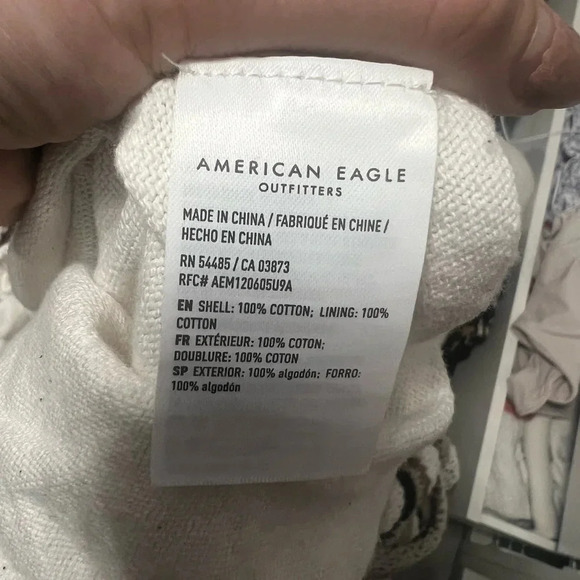 AMERICAN EAGLE
OUTFITTERS
MADE IN CHINA / FABRIQUÉ EN CHINE /
HECHO EN CHINA
RN 54485 / CA 03873
RFC# AEM120605U9A
EN SHELL: 100% COTTON; LINING: 100%
COTTON
FR EXTÉRIEUR: 100% COTON;
DOUBLURE: 100% COTON
SP EXTERIOR: 100% algodón; FORRO:
100% algodón